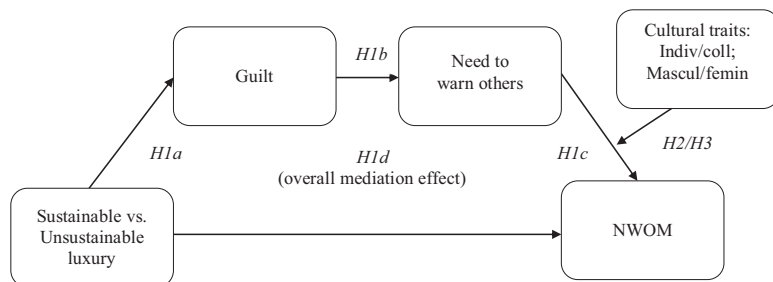 Cultural traits:
Indiv/coll;
Mascul/femin
Guilt
H1b
Need to
warn others
H1a
H1d
(overall mediation effect)
H1c
H2/H3
Sustainable vs.
Unsustainable
luxury
NWOM